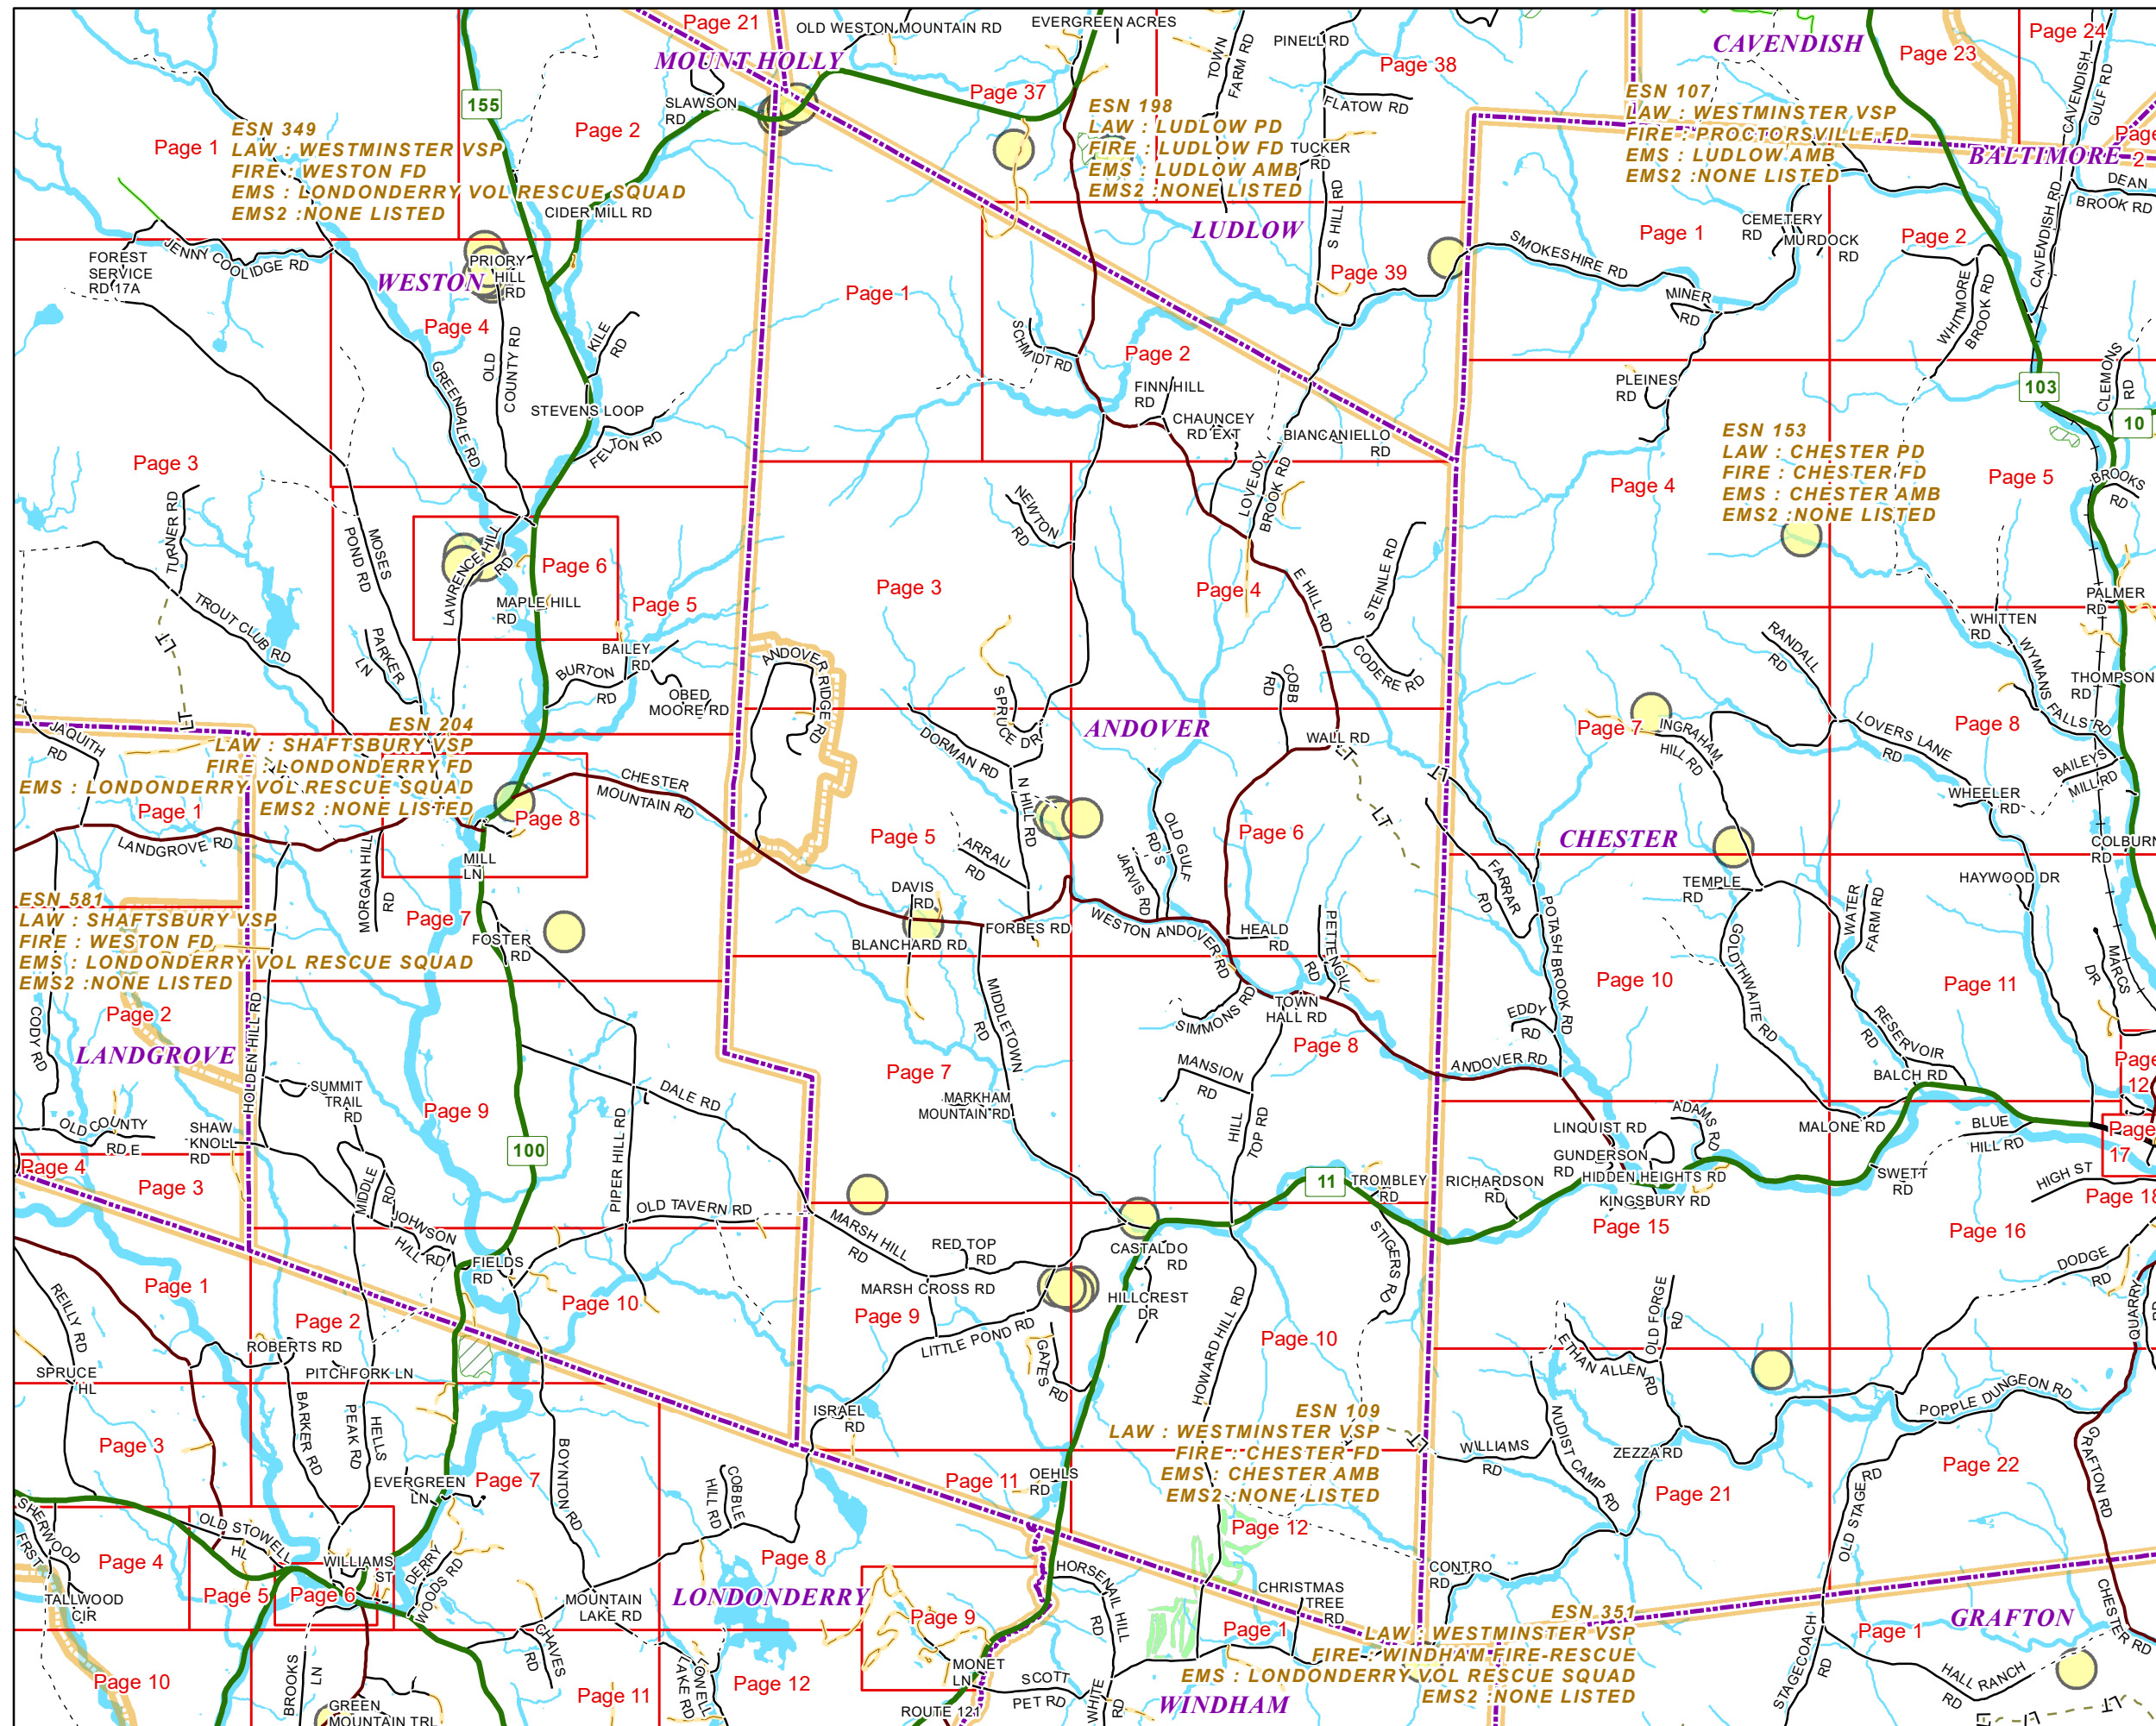 Page 21
OLD WESTON MOUNTAIN RD
EVERGREEN ACRES
TOWN
FARM RD
PINELL RD
CAVENDISH
Page 24
Page 23
MOUNT HOLLY
Page 38
155
SLAWSON
RD
Page 37
FLATOW RD
CAVENDISH
GULF RD
Page 1
Page 2
ESN 349
LAW : WESTMINSTER VSP
FIRE : WESTON FD
EMS : LONDONDERRY VOL RESCUE SQUAD
EMS2 :NONE LISTED
ESN 198
LAW : LUDLOW PD
FIRE : LUDLOW FD
EMS : LUDLOW AMB
EMS2 :NONE LISTED
TUCKER
RD
ESN 107
LAW : WESTMINSTER VSP
FIRE : PROCTORSVILLE FD
EMS : LUDLOW AMB
EMS2 :NONE LISTED
BALTIMORE
Page
2
DEAN
BROOK RD
CIDER MILL RD
LUDLOW
S HILL RD
CEMETERY
RD
MURDOCK
RD
Page 1
Page 2
CAVENDISH RD
FOREST
SERVICE
RD 17A
JENNY COOLIDGE RD
PRIORY
HILL
RD
WESTON
SMOKESHIRE RD
Page 39
MINER
RD
WHITMORE
BROOK RD
Page 4
OLD
COUNTY RD
KILE
RD
Page 1
SCHMIDT RD
Page 2
GREENDALE RD
FINN HILL
RD
PLEINES
RD
103
CLEMONS
RD
10
STEVENS LOOP
FELTON RD
CHAUNCEY
RD EXT
BIANCANIELLO
RD
LOVEJOY
BROOK RD
ESN 153
LAW : CHESTER PD
FIRE : CHESTER FD
EMS : CHESTER AMB
EMS2 :NONE LISTED
Page 3
Page 4
Page 5
BROOKS
RD
TURNER RD
MOSES
POND RD
NEWTON
RD
LAWRENCE HILL
RD
Page 6
MAPLE HILL
RD
Page 5
Page 3
Page 4
E HILL RD
STEINLE RD
CODERE RD
PALMER
RD
WHITTEN
RD
WYMANS FALLS RD
THOMPSON
RD
TROUT CLUB RD
LT
LT
PARKER
LN
BAILEY
RD
BURTON
RD
OBED
MOORE RD
ANDOVER RIDGE RD
SPRUCE DR
COBB
RD
RANDALL
RD
LOVERS LANE
RD
Page 8
BAILEYS
MILL RD
JAQUITH
RD
ESN 204
LAW : SHAFTSBURY VSP
FIRE : LONDONDERRY FD
EMS : LONDONDERRY VOL RESCUE SQUAD
EMS2 :NONE LISTED
DORMAN RD
ANDOVER
WALL RD
LT
LT
LT
Page 7
INGRAHAM
HILL RD
CHESTER
MOUNTAIN RD
N HILL RD
WHEELER
RD
Page 1
Page 8
LANDGROVE RD
MORGAN HILL
RD
MILL
LN
Page 5
Page 6
OLD GULF
RD S
JARVIS RD
CHESTER
COLBURN
RD
ARRAU
RD
FARRAR
RD
TEMPLE
RD
HAYWOOD DR
DAVIS
RD
FORBES RD
BLANCHARD RD
WESTON ANDOVER RD
HEALD
RD
PETTENGILL
RD
POTASH BROOK RD
GOLDTHWAITE RD
WATER
FARM RD
ESN 581
LAW : SHAFTSBURY VSP
FIRE : WESTON FD
EMS : LONDONDERRY VOL RESCUE SQUAD
EMS2 :NONE LISTED
Page 7
FOSTER
RD
Page 10
Page 11
MARCS
DR
Page 2
CODY RD
HOLDEN HILL RD
MIDDLETOWN
RD
SIMMONS RD
TOWN
HALL RD
EDDY
RD
RESERVOIR
RD
LANDGROVE
Page 8
ANDOVER RD
BALCH RD
Page
12
SUMMIT
TRAIL
RD
DALE RD
Page 7
MANSION
RD
MARKHAM
MOUNTAIN RD
Page 9
PIPER HILL RD
HILL
TOP RD
ADAMS RD
LINQUIST RD
MALONE RD
BLUE
HILL RD
Page
17
OLD COUNTY
RD E
SHAW
KNOLL
RD
100
GUNDERSON
RD
HIDDEN HEIGHTS RD
KINGSBURY RD
SWETT
RD
HIGH ST
Page 4
Page 3
MIDDLE
RD
11
TROMBLEY
RD
RICHARDSON
RD
Page 18
JOHNSON
HILL RD
OLD TAVERN RD
MARSH HILL
RD
STIGERS RD
Page 15
Page 16
RED TOP
RD
CASTALDO
RD
FIELDS
RD
REILLY RD
Page 1
MARSH CROSS RD
HILLCREST
DR
DODGE
RD
QUARRY
Page 2
Page 10
Page 9
LITTLE POND RD
GATES
RD
HOWARD HILL RD
Page 10
OLD FORGE
RD
ETHAN ALLEN
RD
ROBERTS RD
SPRUCE
HL
PITCHFORK LN
POPPLE DUNGEON RD
BARKER RD
HELLS
PEAK RD
ISRAEL
RD
ESN 109
LAW : WESTMINSTER VSP
FIRE : CHESTER FD
EMS : CHESTER AMB
EMS2 :NONE LISTED
LT
WILLIAMS
RD
NUDIST CAMP RD
ZEZZA RD
GRAFTON RD
Page 3
BOYNTON RD
EVERGREEN
LN
Page 7
COBBLE
HILL RD
Page 11
OEHLS
RD
Page 21
Page 22
OLD STAGE RD
SHERWOOD
FRST
OLD STOWELL
HL
Page 12
Page 4
Page 5
Page 6
WILLIAMS
ST
DERRY
WOODS RD
Page 8
LONDONDERRY
HORSENAIL HILL
RD
CONTRO
RD
CHRISTMAS
TREE
RD
TALLWOOD
CIR
MOUNTAIN
LAKE RD
Page 9
Page 1
ESN 351
LAW : WESTMINSTER VSP
FIRE : WINDHAM FIRE-RESCUE
EMS : LONDONDERRY VOL RESCUE SQUAD
EMS2 :NONE LISTED
GRAFTON
Page 1
CHESTER RD
CHAVES
RD
LOWELL
LAKE RD
MONET
LN
SCOTT
PET RD
WHITE
RD
STAGECOACH
RD
HALL RANCH
RD
Page 10
BROOKS
LN
Page 11
Page 12
GREEN
MOUNTAIN TRL
ROUTE 121
WINDHAM
LT
LT